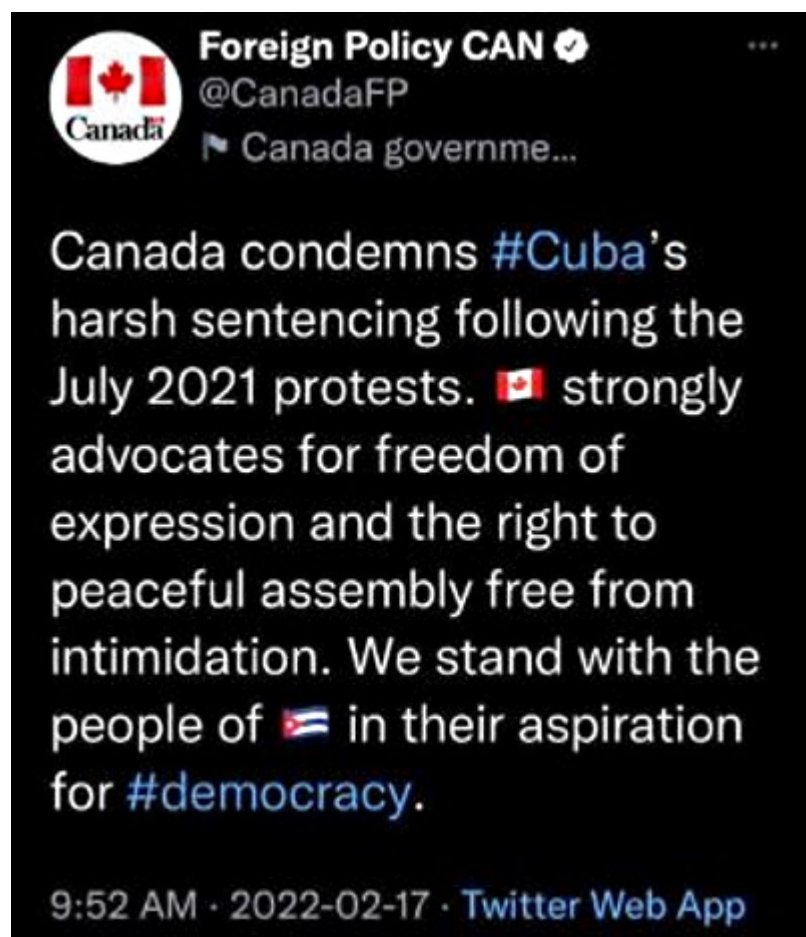 Foreign Policy CAN
@CanadaFP
Canada governme...
Canada
Canada condemns #Cuba's
harsh sentencing following the
July 2021 protests. 🇨🇦 strongly
advocates for freedom of
expression and the right to
peaceful assembly free from
intimidation. We stand with the
people of 🇨🇺 in their aspiration
for #democracy.
9:52 AM · 2022-02-17 · Twitter Web App